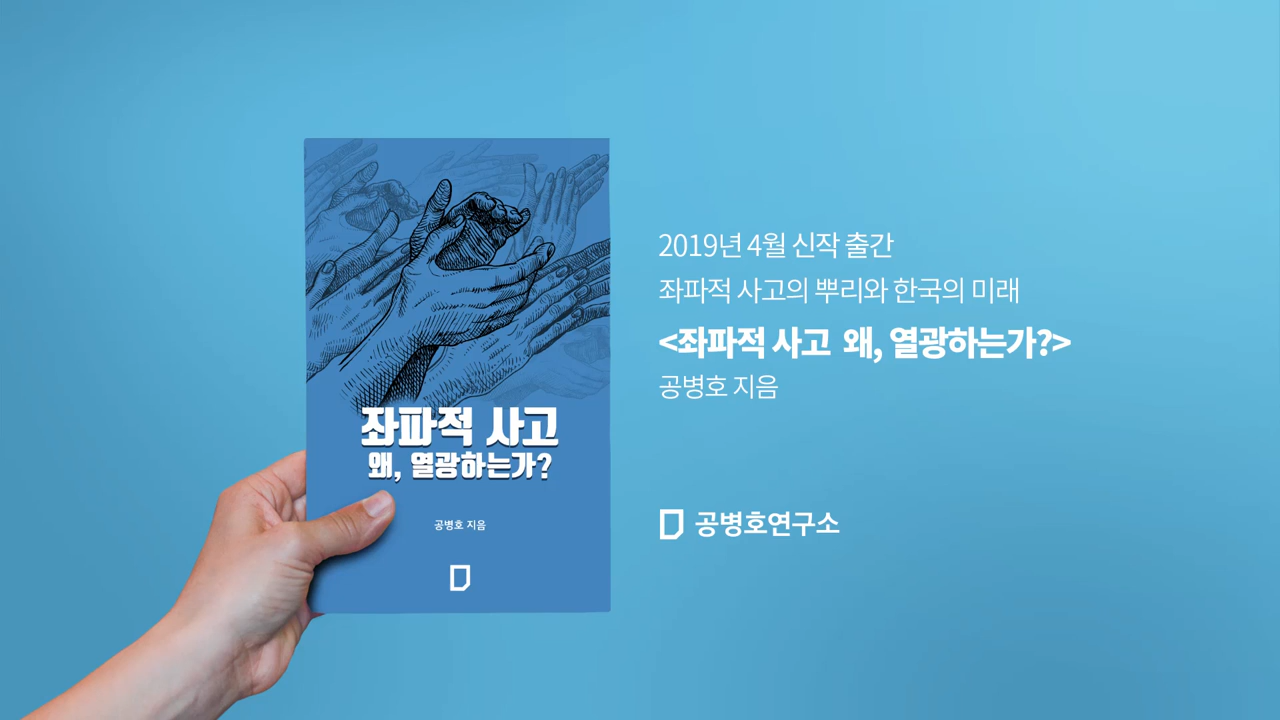 좌파적 사고
왜, 열광하는가?
공병호 지음
2019년 4월 신작 출간
좌파적 사고의 뿌리와 한국의 미래
<좌파적 사고 왜, 열광하는가?>
공병호 지음
공병호연구소